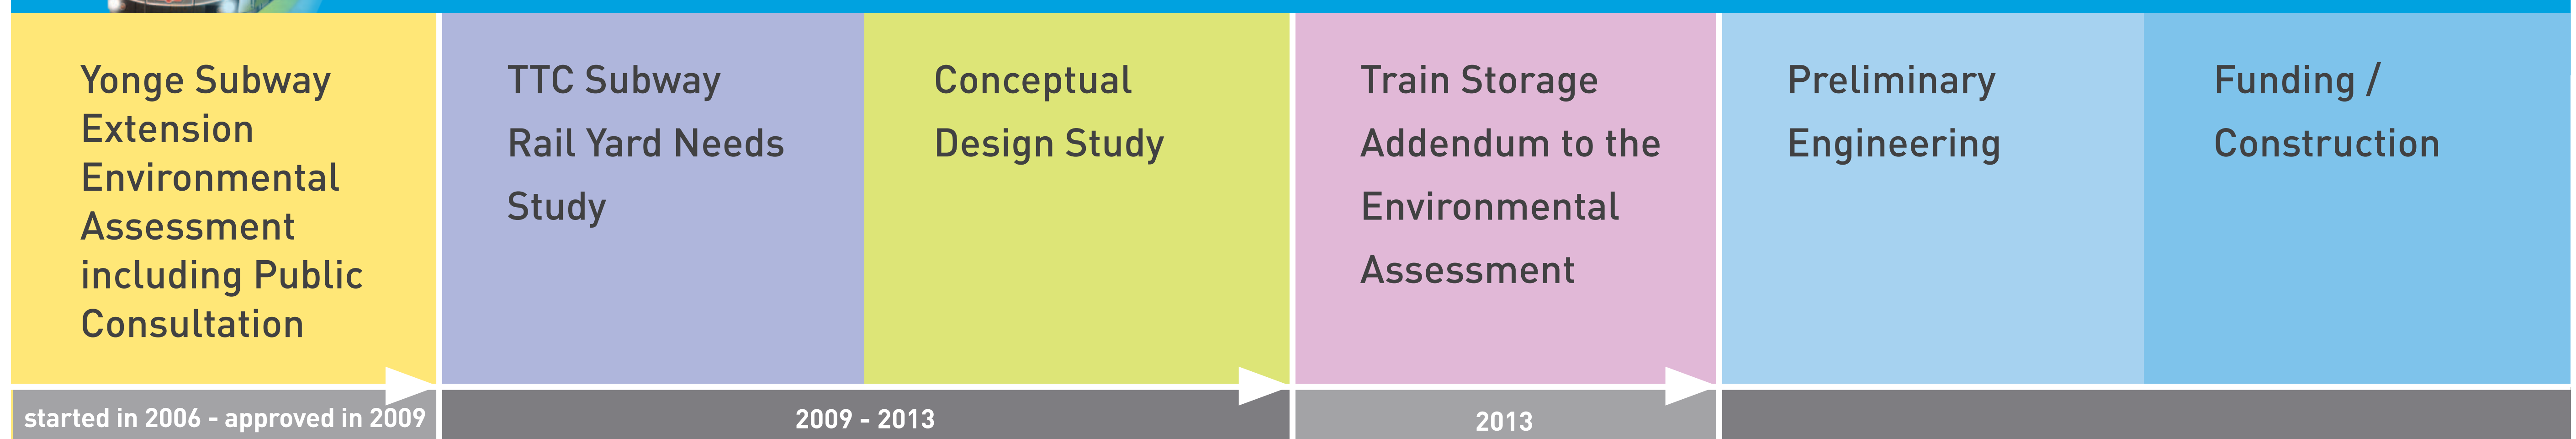 Yonge Subway
Extension
Environmental
Assessment
including Public
Consultation
TTC Subway
Rail Yard Needs
Study
Conceptual
Design Study
Train Storage
Addendum to the
Environmental
Assessment
Preliminary
Engineering
Funding /
Construction
started in 2006 - approved in 2009
2009 - 2013
2013